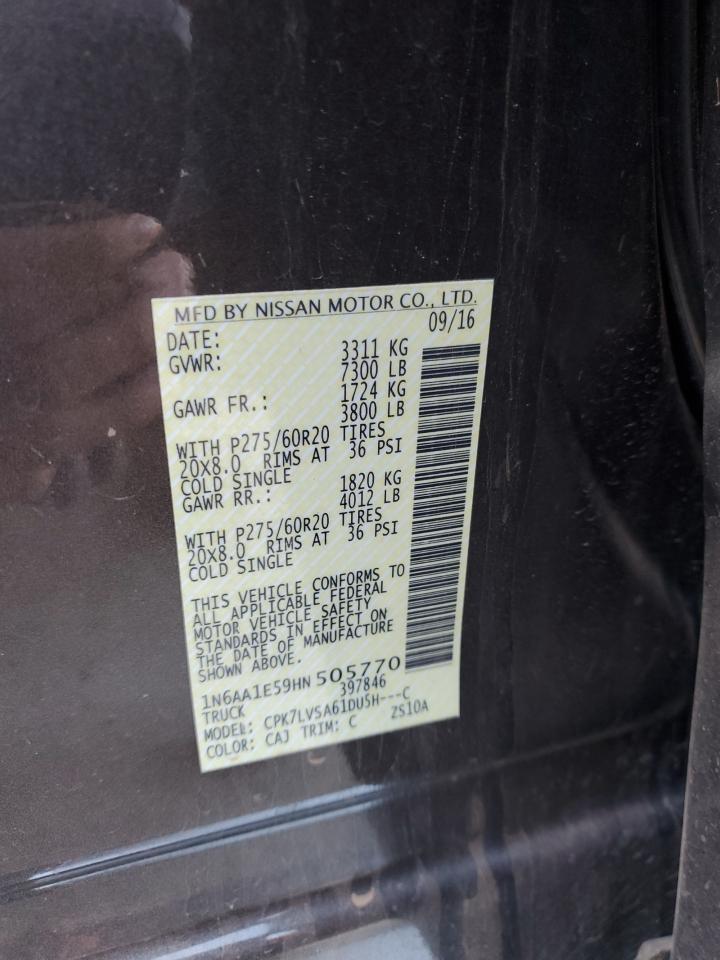 MFD BY NISSAN MOTOR CO., LTD.
DATE: 09/16
GVWR: 3311 KG
7300 LB
GAWR FR.: 1724 KG
3800 LB
WITH P275/60R20 TIRES
20X8.0 RIMS AT 36 PSI
COLD SINGLE
GAWR RR.: 1820 KG
4012 LB
WITH P275/60R20 TIRES
20X8.0 RIMS AT 36 PSI
COLD SINGLE
THIS VEHICLE CONFORMS TO
ALL APPLICABLE FEDERAL
MOTOR VEHICLE SAFETY
STANDARDS IN EFFECT ON
THE DATE OF MANUFACTURE
SHOWN ABOVE.
1N6AA1E59HN505770
TRUCK 397846
MODEL: CPK7LVSA61DU5H---C
COLOR: CAJ TRIM: C ZS10A